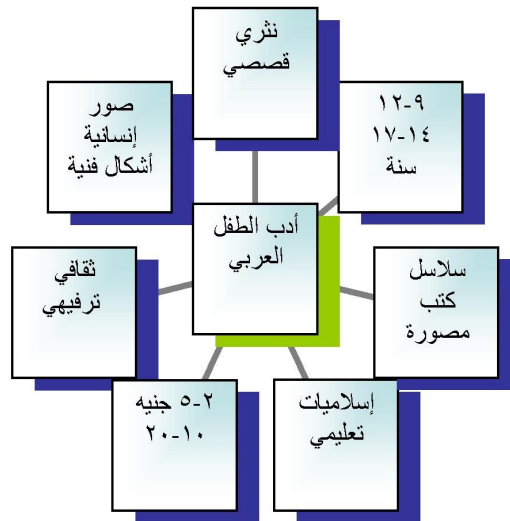 نثري
قصصي
٩-١٢
١٤-١٧
سنة
صور
إنسانية
أشكال فنية
أدب الطفل
العربي
سلاسل
كتب
مصورة
ثقافي
ترفيهي
إسلاميات
تعليمي
٢-٥ جنيه
١٠-٢٠